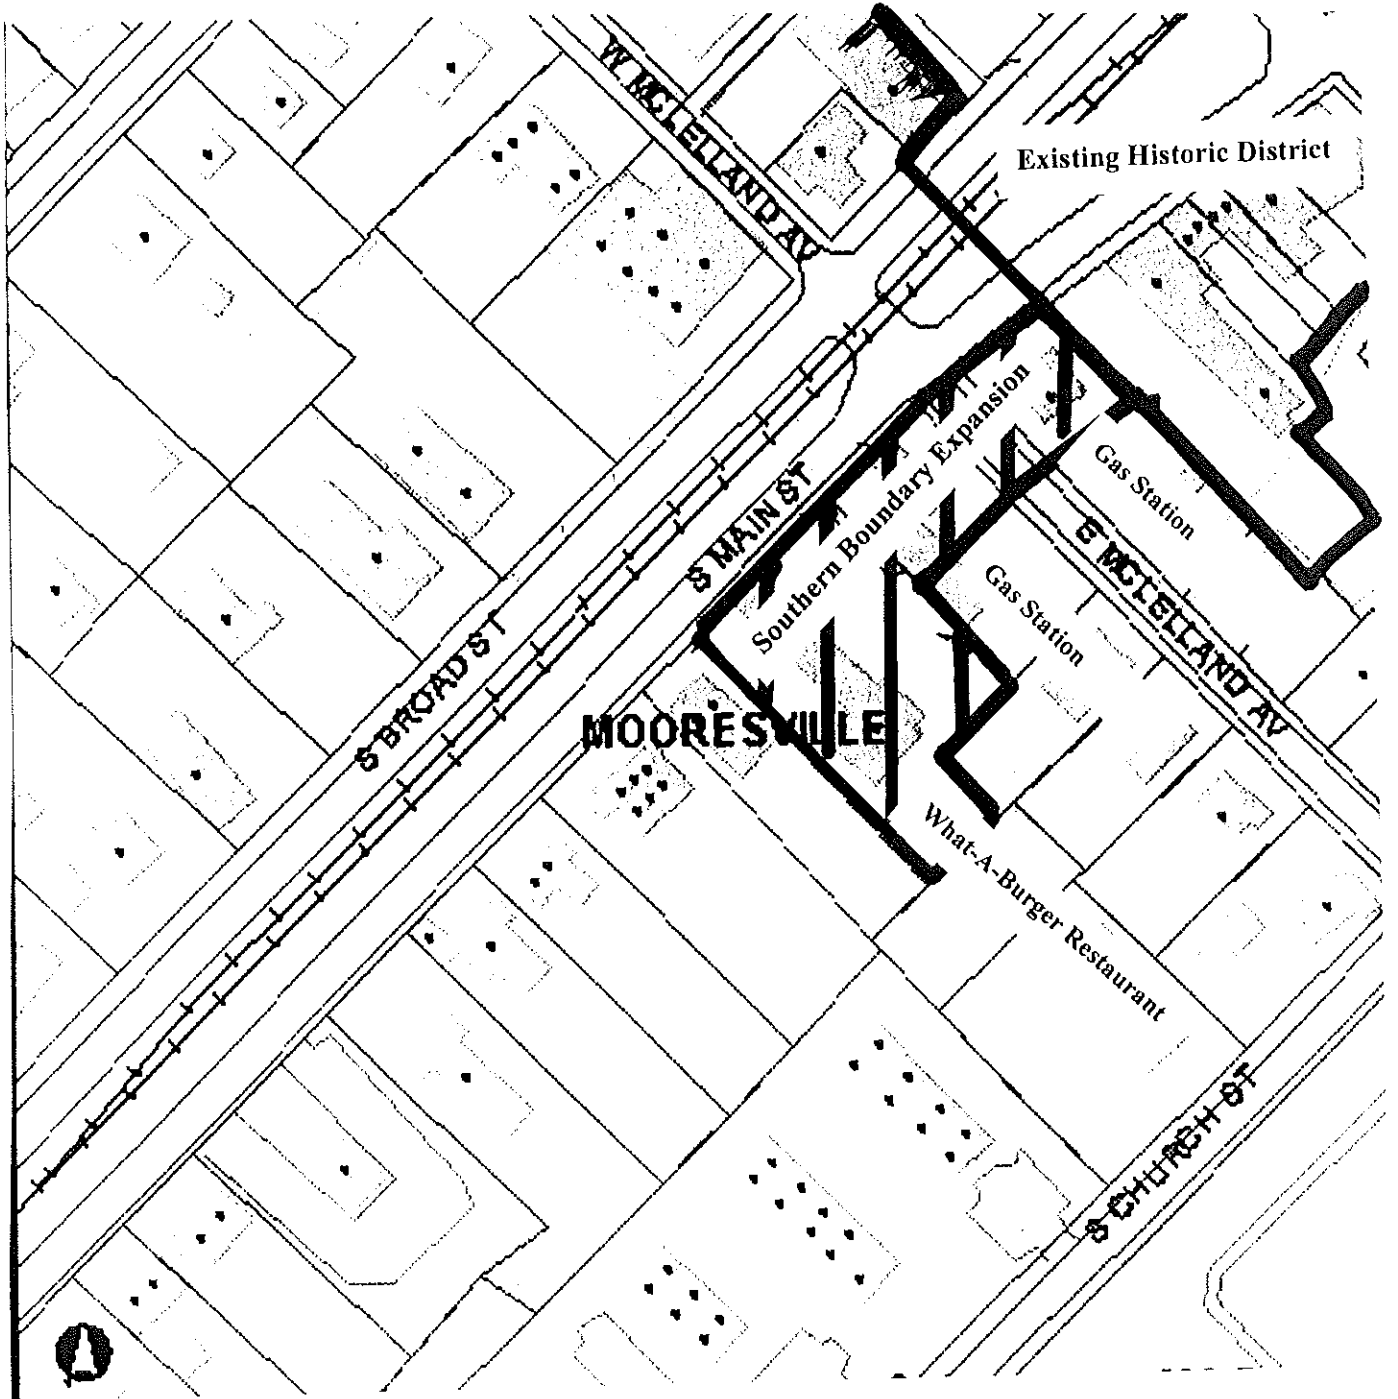 W MCLELLAND AV
Existing Historic District
Southern Boundary Expansion
Gas Station
S MAIN ST
E MCLELLAND AV
Gas Station
S BROAD ST
MOORESVILLE
What-A-Burger Restaurant
S CHURCH ST